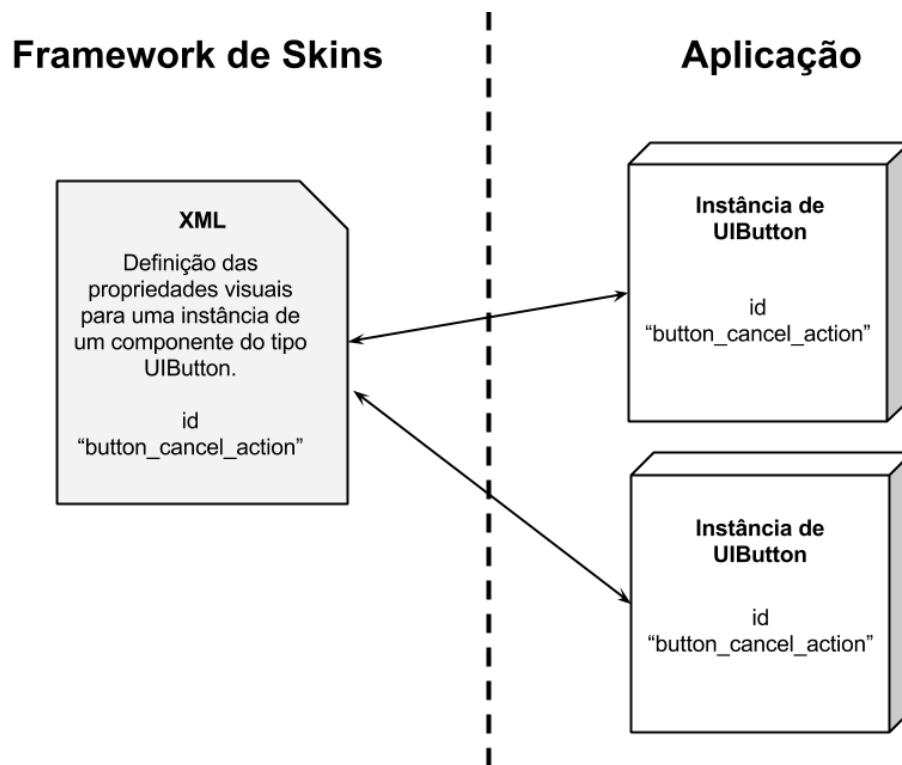 Framework de Skins
Aplicação
XML
Definição das
propriedades visuais
para uma instância de
um componente do tipo
UIButton.
id
“button_cancel_action”
Instância de
UIButton
id
“button_cancel_action”
Instância de
UIButton
id
“button_cancel_action”